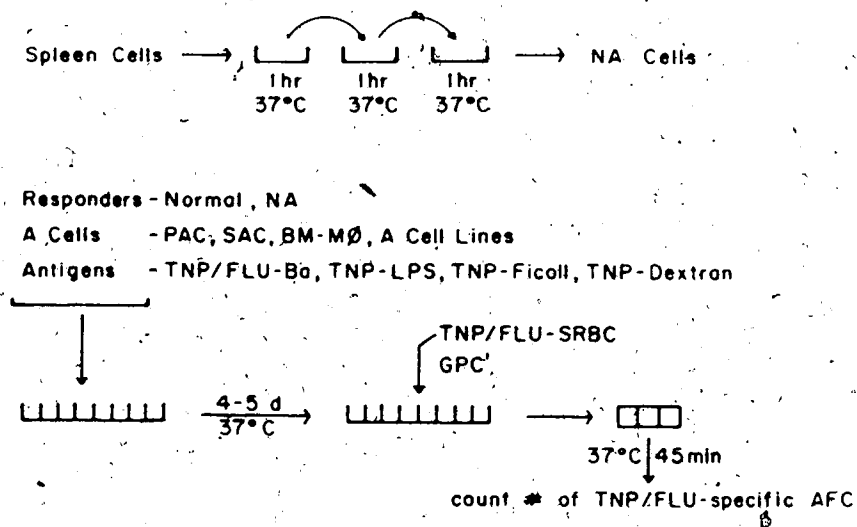 Spleen Cells NA Cells
1hr 1hr 1hr
37°C 37°C 37°C
Responders - Normal, NA
A Cells - PAC, SAC, BM-MØ, A Cell Lines
Antigens - TNP/FLU-Ba, TNP-LPS, TNP-Ficoll, TNP-Dextran
TNP/FLU-SRBC
GPC'
4-5 d
37°C
37°C 45min
count # of TNP/FLU-specific AFC